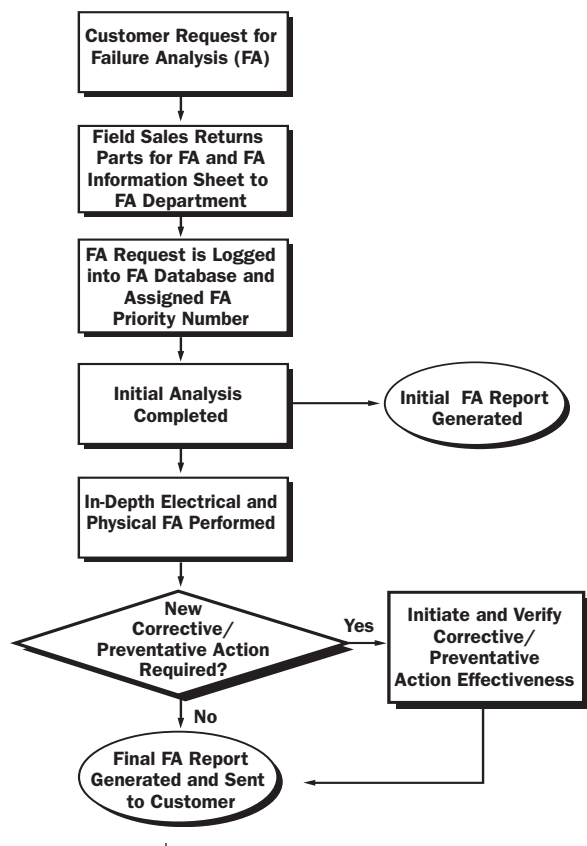 Customer Request for
Failure Analysis (FA)
Field Sales Returns
Parts for FA and FA
Information Sheet to
FA Department
FA Request is Logged
into FA Database and
Assigned FA
Priority Number
Initial Analysis
Completed
Initial FA Report
Generated
In-Depth Electrical and
Physical FA Performed
New
Corrective/
Preventative Action
Required?
Yes
Initiate and Verify
Corrective/
Preventative
Action Effectiveness
No
Final FA Report
Generated and Sent
to Customer